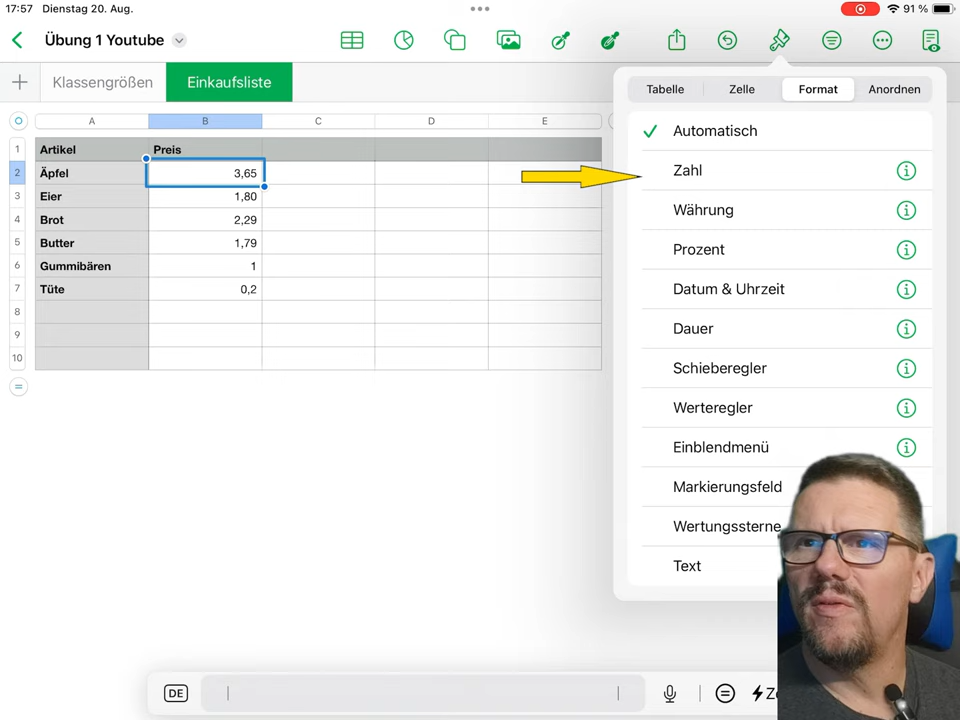 17:57 Dienstag 20. Aug.
91 %
Übung 1 Youtube
Klassengrößen
Einkaufsliste
A B C D E
1 Artikel Preis
2 Äpfel 3,65
3 Eier 1,80
4 Brot 2,29
5 Butter 1,79
6 Gummibären 1
7 Tüte 0,2
8
9
10
Tabelle Zelle Format Anordnen
Automatisch
Zahl
Währung
Prozent
Datum & Uhrzeit
Dauer
Schieberegler
Werteregler
Einblendmenü
Markierungsfeld
Wertungssterne
Text
DE